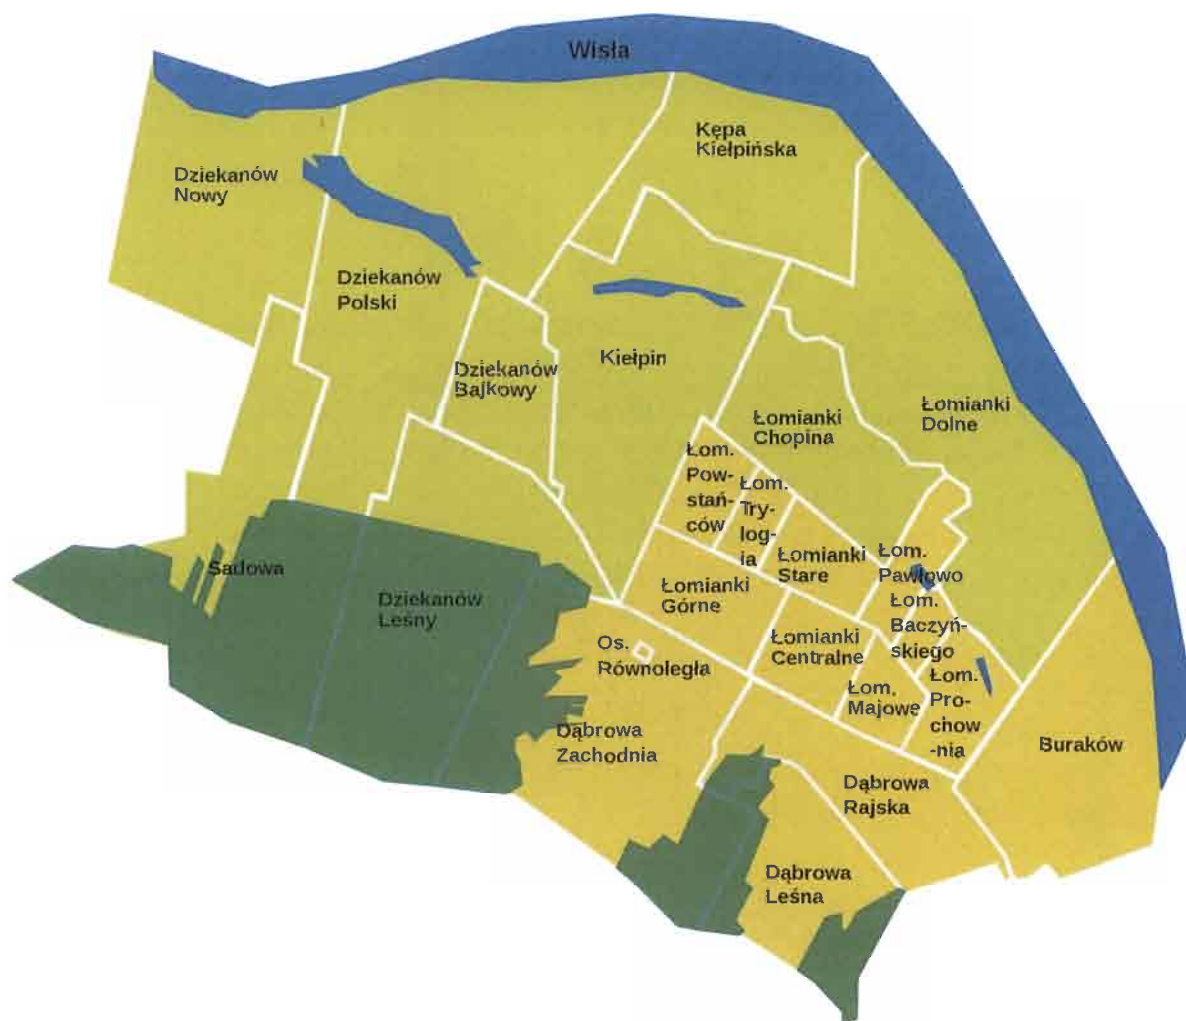 Wisła
Kępa
Kiełpińska
Dziekanów
Nowy
Dziekanów
Polski
Kiełpin
Dziekanów
Bajkowy
Łomianki
Dolne
Łomianki
Chopina
Łom.
Pow-
stań-
ców
Łom.
Try-
log-
ia
Łomianki
Stare
Łom.
Pawłowo
Sadowa
Dziekanów
Leśny
Łomianki
Górne
Łom.
Baczyń-
skiego
Os.
Równoległa
Łomianki
Centralne
Łom.
Majowe
Łom.
Pro-
chow
-nia
Dąbrowa
Zachodnia
Buraków
Dąbrowa
Rajska
Dąbrowa
Leśna